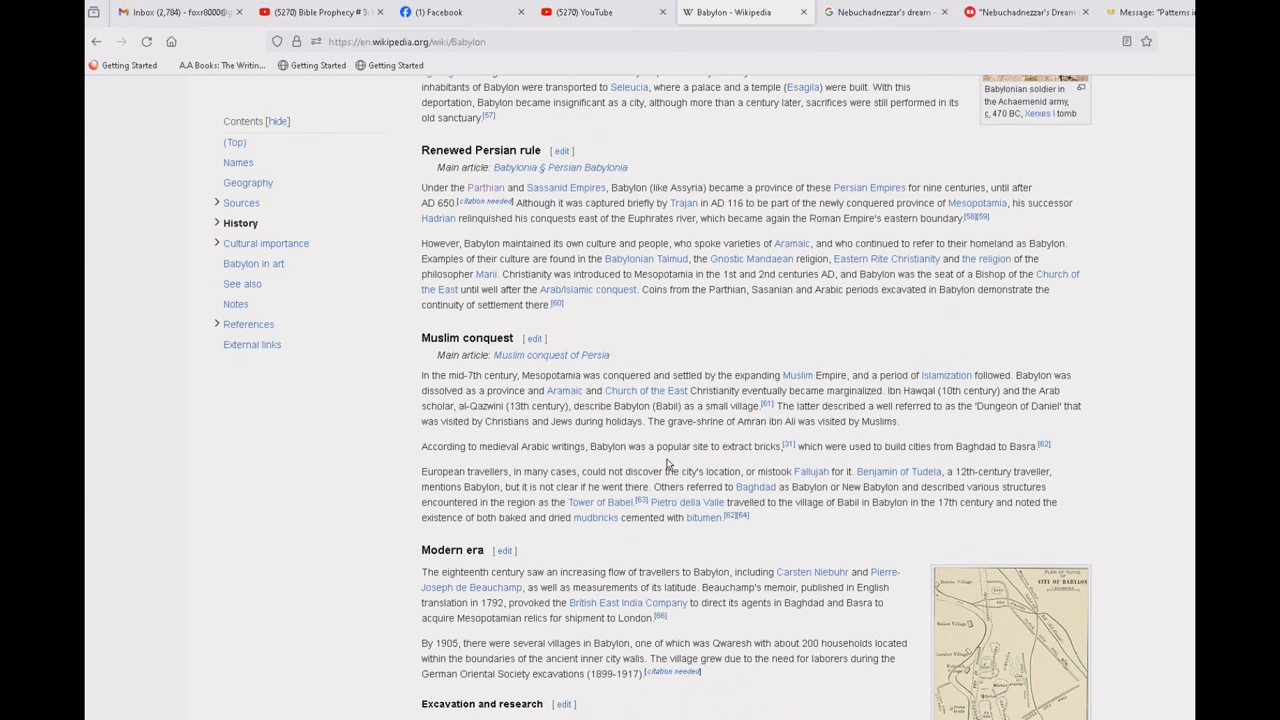 Inbox (2,784) - foxr8000@g
(5270) Bible Prophecy # 3: H
(1) Facebook
(5270) YouTube
Babylon - Wikipedia
Nebuchadnezzar's dream -
"Nebuchadnezzar's Dream
Message: "Patterns in
https://en.wikipedia.org/wiki/Babylon
Getting Started
A.A Books: The Writin...
Getting Started
Getting Started
inhabitants of Babylon were transported to Seleucia, where a palace and a temple (Esagila) were built. With this
deportation, Babylon became insignificant as a city, although more than a century later, sacrifices were still performed in its
old sanctuary.[57]
Babylonian soldier in
the Achaemenid army,
c. 470 BC, Xerxes I tomb
Contents [hide]
(Top)
Names
Geography
Sources
History
Cultural importance
Babylon in art
See also
Notes
References
External links
Renewed Persian rule [ edit ]
Main article: Babylonia § Persian Babylonia
Under the Parthian and Sassanid Empires, Babylon (like Assyria) became a province of these Persian Empires for nine centuries, until after
AD 650.[citation needed] Although it was captured briefly by Trajan in AD 116 to be part of the newly conquered province of Mesopotamia, his successor
Hadrian relinquished his conquests east of the Euphrates river, which became again the Roman Empire's eastern boundary.[58][59]
However, Babylon maintained its own culture and people, who spoke varieties of Aramaic, and who continued to refer to their homeland as Babylon.
Examples of their culture are found in the Babylonian Talmud, the Gnostic Mandaean religion, Eastern Rite Christianity and the religion of the
philosopher Mani. Christianity was introduced to Mesopotamia in the 1st and 2nd centuries AD, and Babylon was the seat of a Bishop of the Church of
the East until well after the Arab/Islamic conquest. Coins from the Parthian, Sasanian and Arabic periods excavated in Babylon demonstrate the
continuity of settlement there.[60]
Muslim conquest [ edit ]
Main article: Muslim conquest of Persia
In the mid-7th century, Mesopotamia was conquered and settled by the expanding Muslim Empire, and a period of Islamization followed. Babylon was
dissolved as a province and Aramaic and Church of the East Christianity eventually became marginalized. Ibn Hawqal (10th century) and the Arab
scholar, al-Qazwini (13th century), describe Babylon (Babil) as a small village.[61] The latter described a well referred to as the 'Dungeon of Daniel' that
was visited by Christians and Jews during holidays. The grave-shrine of Amran ibn Ali was visited by Muslims.
According to medieval Arabic writings, Babylon was a popular site to extract bricks,[31] which were used to build cities from Baghdad to Basra.[62]
European travellers, in many cases, could not discover the city's location, or mistook Fallujah for it. Benjamin of Tudela, a 12th-century traveller,
mentions Babylon, but it is not clear if he went there. Others referred to Baghdad as Babylon or New Babylon and described various structures
encountered in the region as the Tower of Babel.[63] Pietro della Valle travelled to the village of Babil in Babylon in the 17th century and noted the
existence of both baked and dried mudbricks cemented with bitumen.[62][64]
Modern era [ edit ]
The eighteenth century saw an increasing flow of travellers to Babylon, including Carsten Niebuhr and Pierre-
Joseph de Beauchamp, as well as measurements of its latitude. Beauchamp's memoir, published in English
translation in 1792, provoked the British East India Company to direct its agents in Baghdad and Basra to
acquire Mesopotamian relics for shipment to London.[66]
By 1905, there were several villages in Babylon, one of which was Qwaresh with about 200 households located
within the boundaries of the ancient inner city walls. The village grew due to the need for laborers during the
German Oriental Society excavations (1899-1917).[citation needed]
Excavation and research [ edit ]
PLAN OF RUINS
OF
CITY OF BABYLON